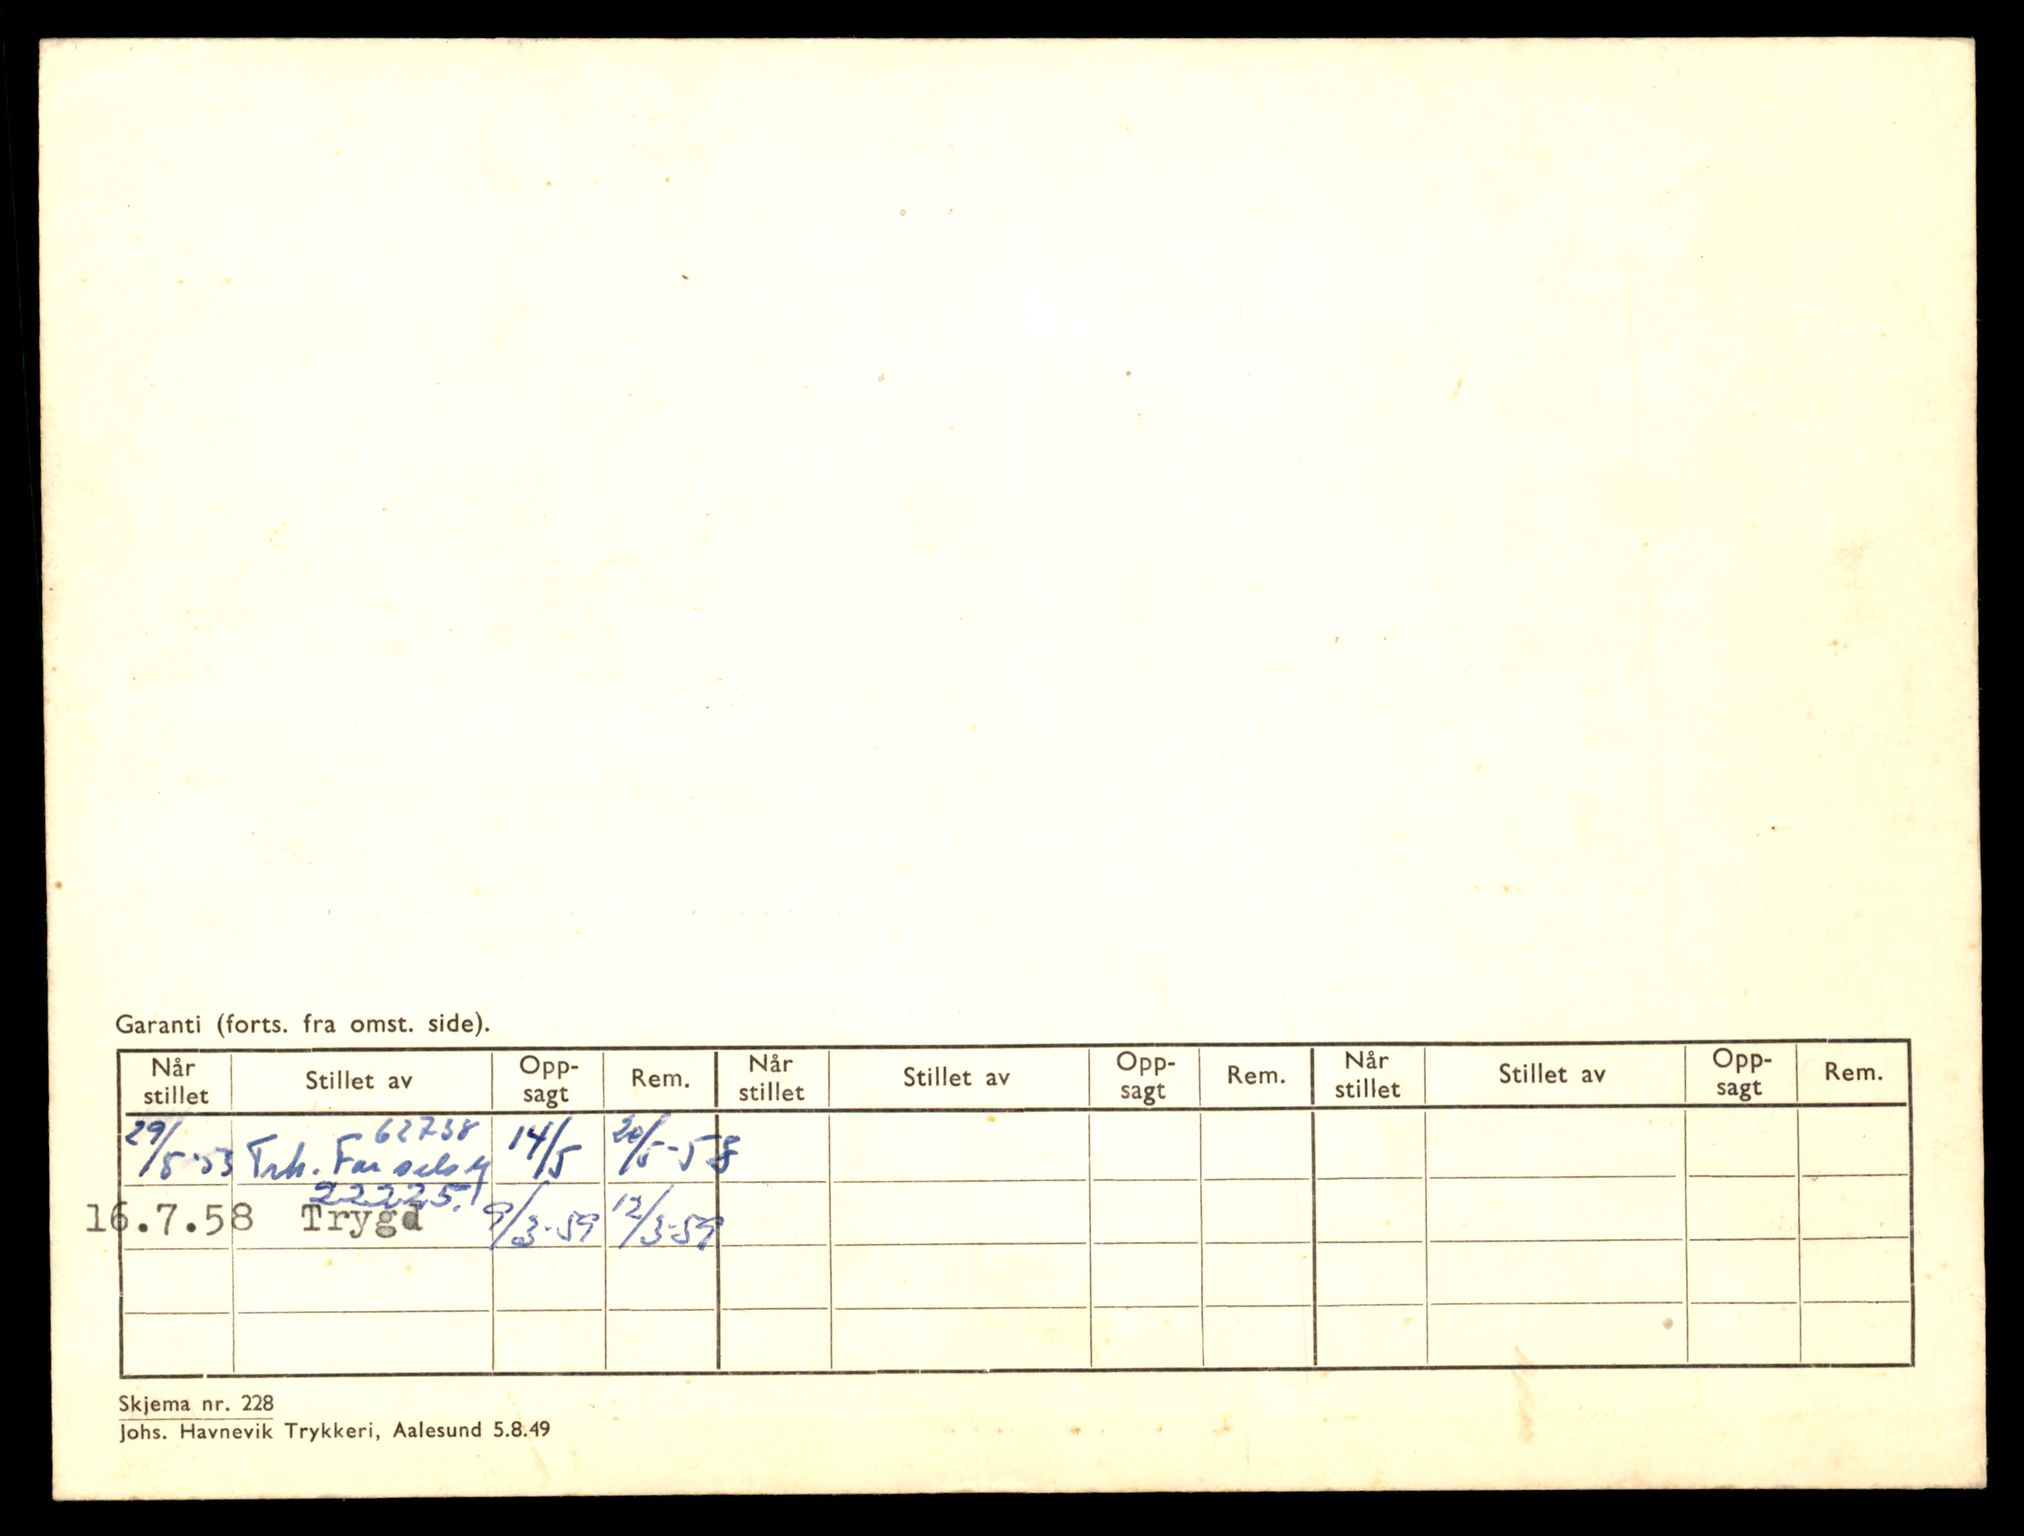 Garanti (forts. fra omst. side).
Når stillet Stillet av Opp-sagt Rem. Når stillet Stillet av Opp-sagt Rem. Når stillet Stillet av Opp-sagt Rem.
62738
29/5-53 Trh. 14/5 20/5-58
22225.
16.7.58 Trygd 9/3-59 12/3-59
Skjema nr. 228
Johs. Havnevik Trykkeri, Aalesund 5.8.49